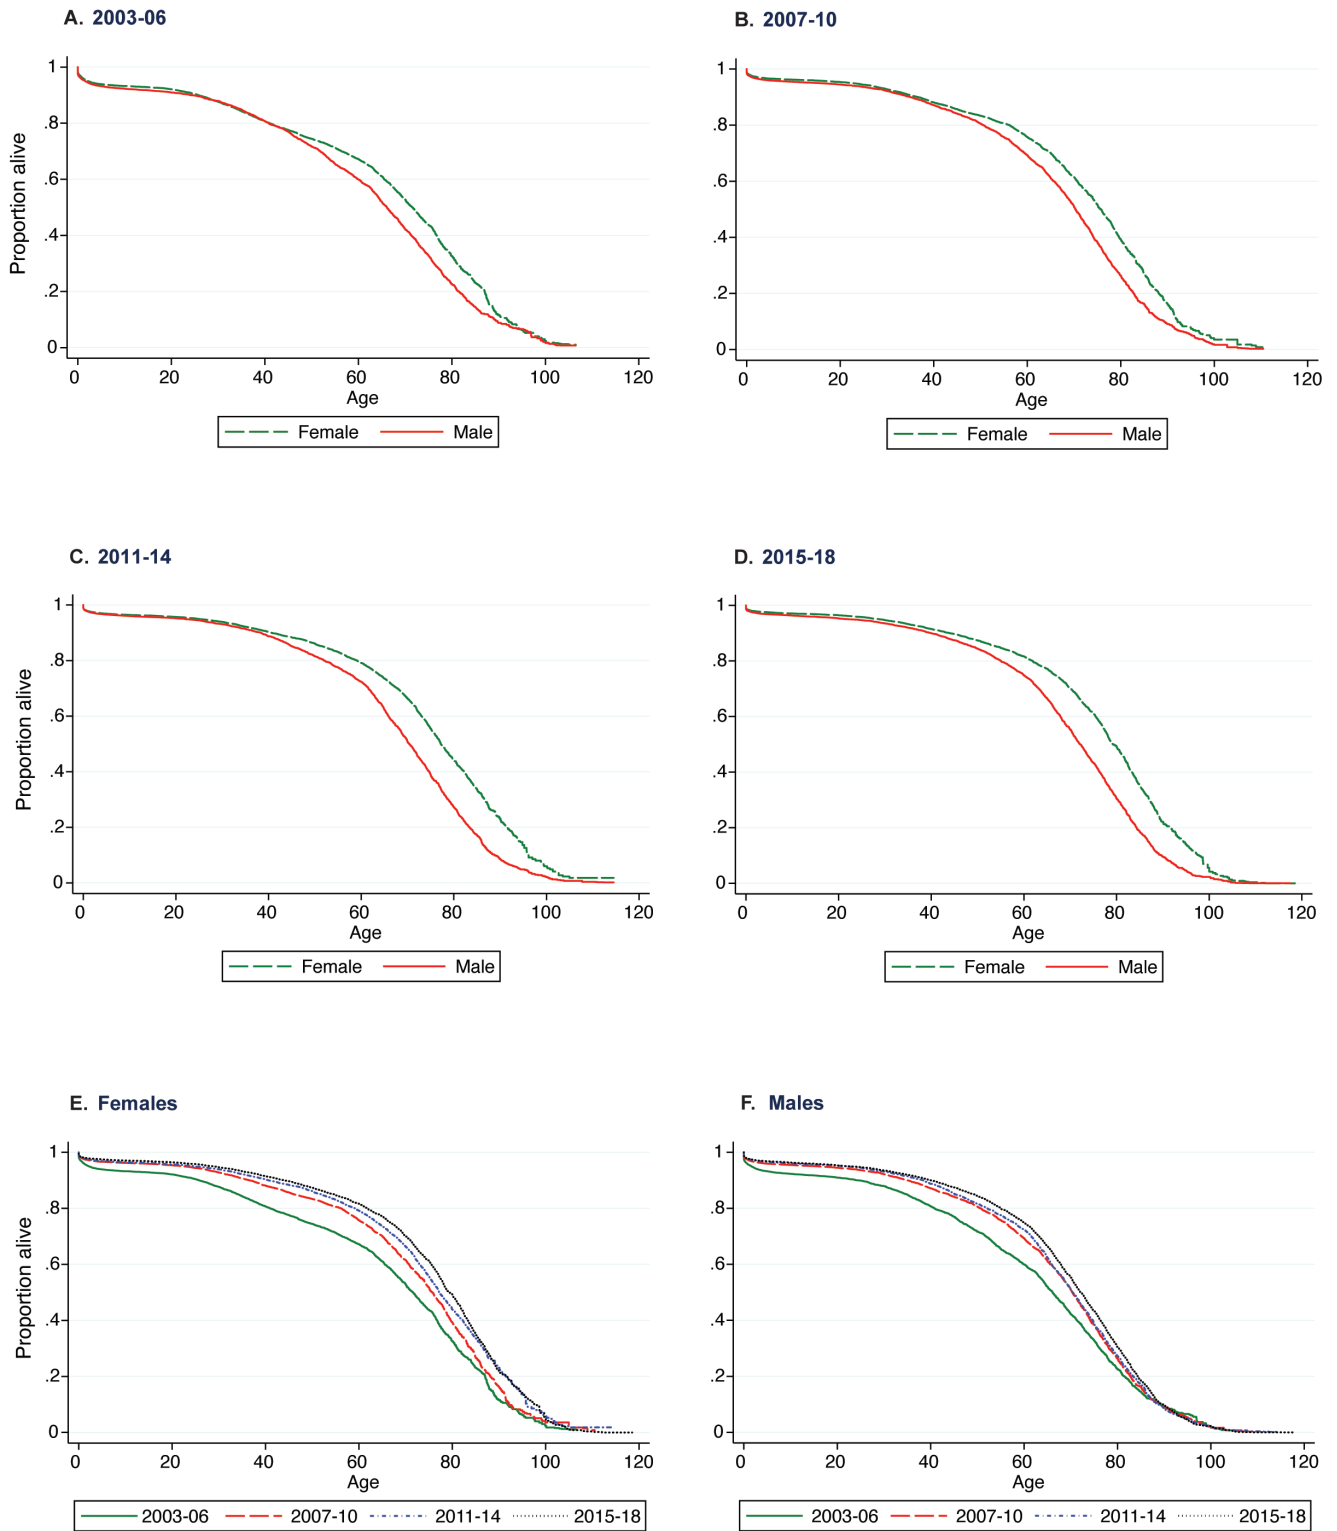 A. 2003-06
B. 2007-10
Proportion alive
1
.8
.6
.4
.2
0
0 20 40 60 80 100 120
Age
Female Male
1
.8
.6
.4
.2
0
0 20 40 60 80 100 120
Age
Female Male
C. 2011-14
D. 2015-18
Proportion alive
1
.8
.6
.4
.2
0
0 20 40 60 80 100 120
Age
Female Male
1
.8
.6
.4
.2
0
0 20 40 60 80 100 120
Age
Female Male
E. Females
F. Males
Proportion alive
1
.8
.6
.4
.2
0
0 20 40 60 80 100 120
Age
2003-06 2007-10 2011-14 2015-18
1
.8
.6
.4
.2
0
0 20 40 60 80 100 120
Age
2003-06 2007-10 2011-14 2015-18